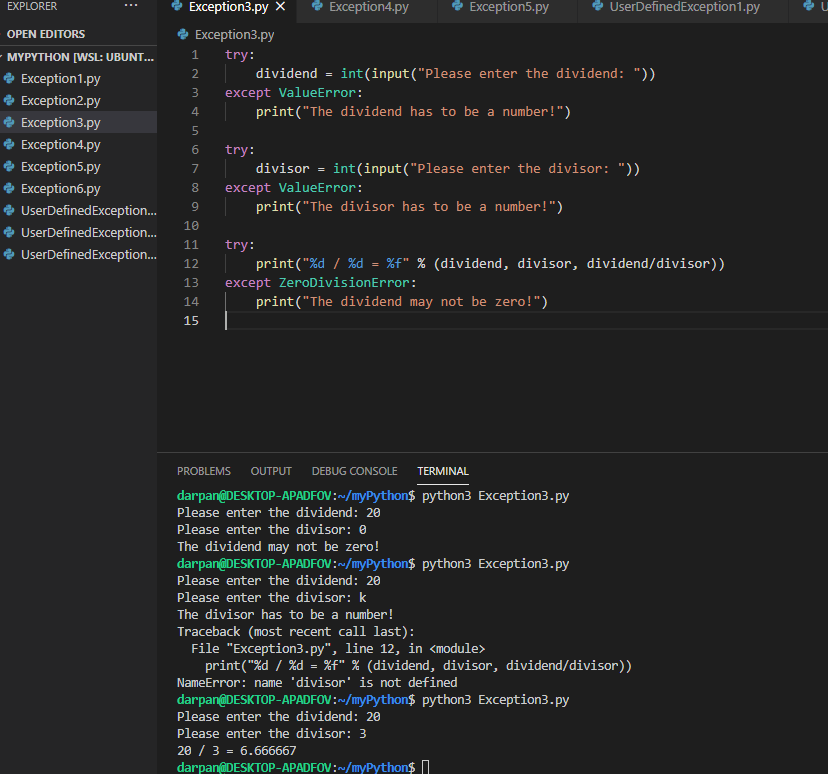 EXPLORER ...
Exception3.py Exception4.py Exception5.py UserDefinedException1.py U
OPEN EDITORS
MYPYTHON [WSL: UBUNT...
Exception1.py
Exception2.py
Exception3.py
Exception4.py
Exception5.py
Exception6.py
UserDefinedException...
UserDefinedException...
UserDefinedException...
Exception3.py
1 try:
2     dividend = int(input("Please enter the dividend: "))
3 except ValueError:
4     print("The dividend has to be a number!")
5
6 try:
7     divisor = int(input("Please enter the divisor: "))
8 except ValueError:
9     print("The divisor has to be a number!")
10
11 try:
12     print("%d / %d = %f" % (dividend, divisor, dividend/divisor))
13 except ZeroDivisionError:
14     print("The dividend may not be zero!")
15
PROBLEMS OUTPUT DEBUG CONSOLE TERMINAL
darpan@DESKTOP-APADFOV:~/myPython$ python3 Exception3.py
Please enter the dividend: 20
Please enter the divisor: 0
The dividend may not be zero!
darpan@DESKTOP-APADFOV:~/myPython$ python3 Exception3.py
Please enter the dividend: 20
Please enter the divisor: k
The divisor has to be a number!
Traceback (most recent call last):
  File "Exception3.py", line 12, in <module>
    print("%d / %d = %f" % (dividend, divisor, dividend/divisor))
NameError: name 'divisor' is not defined
darpan@DESKTOP-APADFOV:~/myPython$ python3 Exception3.py
Please enter the dividend: 20
Please enter the divisor: 3
20 / 3 = 6.666667
darpan@DESKTOP-APADFOV:~/myPython$